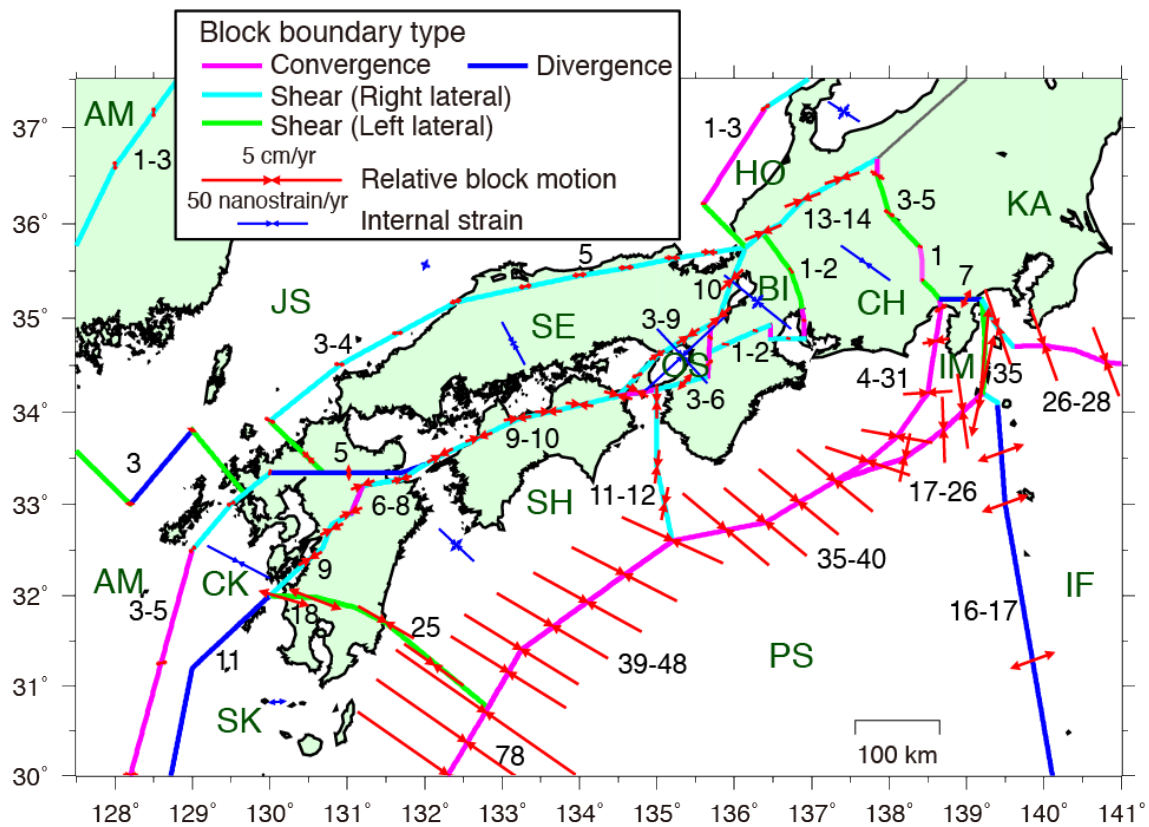 Block boundary type
Convergence
Divergence
Shear (Right lateral)
Shear (Left lateral)
5 cm/yr
Relative block motion
50 nanostrain/yr
Internal strain
37°
36°
35°
34°
33°
32°
31°
30°
128
129
130
131
132
133
134
135
136
137
138
139
140
141
AM
1-3
1-3
HO
KA
13-14
3-5
1
7
5
JS
BI
1-2
CH
10
SE
3-9
3-4
OS
1-2
IM
35
4-31
3-6
26-28
9-10
5
3
SH
11-12
17-26
6-8
35-40
AM
CK
9
3-5
18
25
16-17
IF
39-48
PS
11
SK
78
100 km